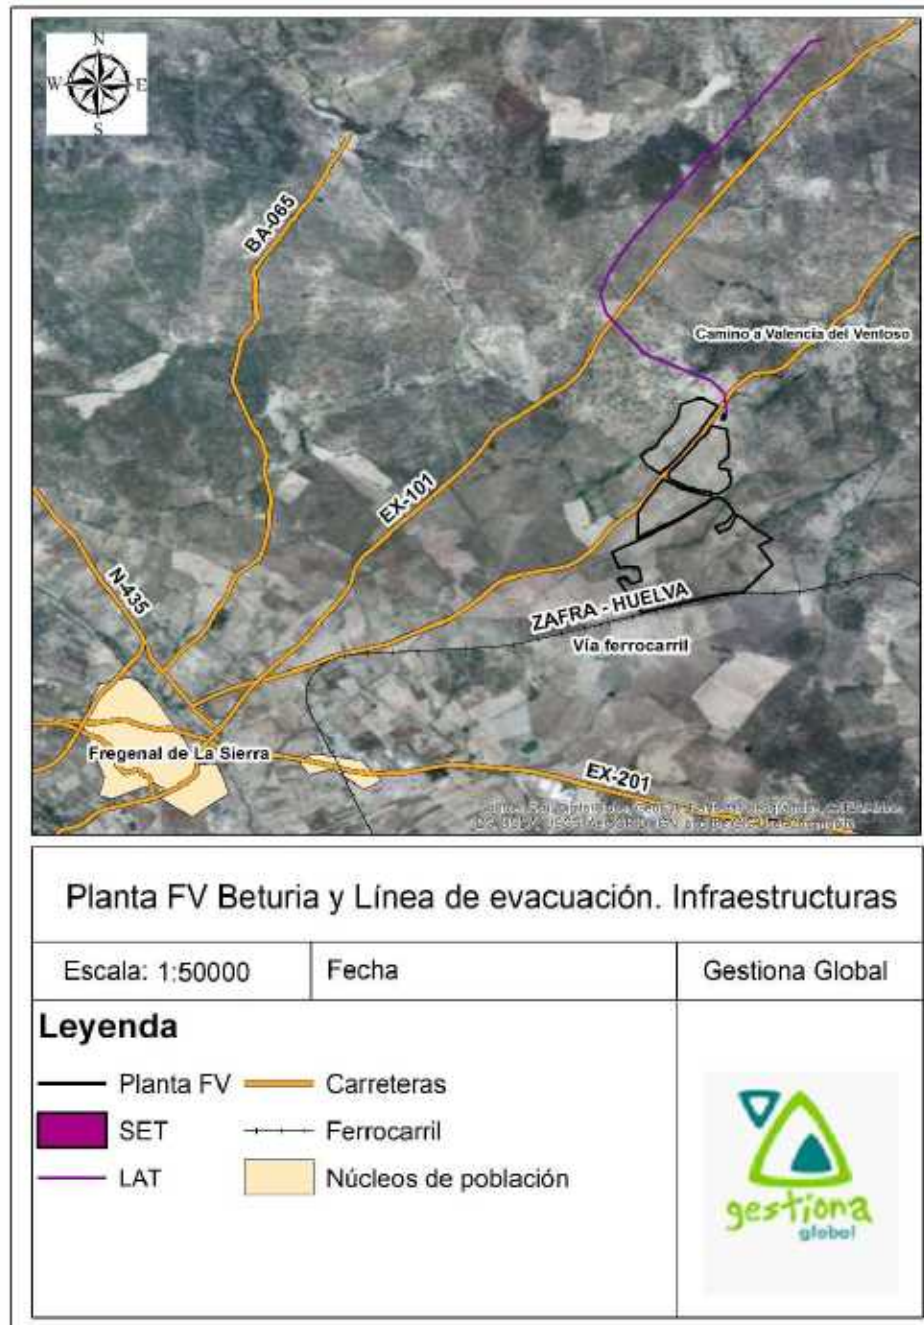 N
W E
S
BA-065
Camino a Valencia del Ventoso
EX-101
N-435
ZAFRA - HUELVA
Vía ferrocarril
Fregenal de La Sierra
EX-201
Planta FV Beturia y Línea de evacuación. Infraestructuras
Escala: 1:50000
Fecha
Gestiona Global
Leyenda
Planta FV
Carreteras
SET
Ferrocarril
LAT
Núcleos de población
gestiona
global